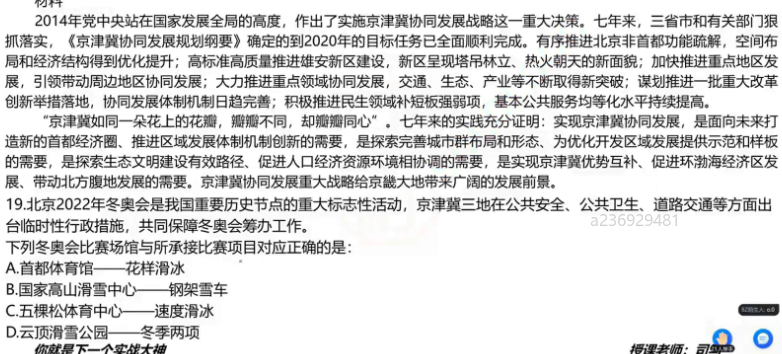 材料
2014年党中央站在国家发展全局的高度，作出了实施京津冀协同发展战略这一重大决策。七年来，三省市和有关部门狠
抓落实，《京津冀协同发展规划纲要》确定的到2020年的目标任务已全面顺利完成。有序推进北京非首都功能疏解，空间布
局和经济结构得到优化提升；高标准高质量推进雄安新区建设，新区呈现塔吊林立、热火朝天的新面貌；加快推进重点地区发
展，引领带动周边地区协同发展；大力推进重点领域协同发展，交通、生态、产业等不断取得新突破；谋划推进一批重大改革
创新举措落地，协同发展体制机制日趋完善；积极推进民生领域补短板强弱项，基本公共服务均等化水平持续提高。
“京津冀如同一朵花上的花瓣，瓣瓣不同，却瓣瓣同心”。七年来的实践充分证明：实现京津冀协同发展，是面向未来打
造新的首都经济圈、推进区域发展体制机制创新的需要，是探索完善城市群布局和形态、为优化开发区域发展提供示范和样板
的需要，是探索生态文明建设有效路径、促进人口经济资源环境相协调的需要，是实现京津冀优势互补、促进环渤海经济区发
展、带动北方腹地发展的需要。京津冀协同发展重大战略给京畿大地带来广阔的发展前景。
19.北京2022年冬奥会是我国重要历史节点的重大标志性活动，京津冀三地在公共安全、公共卫生、道路交通等方面出
台临时性行政措施，共同保障冬奥会筹办工作。
a236929481
下列冬奥会比赛场馆与所承接比赛项目对应正确的是：
A.首都体育馆——花样滑冰
B.国家高山滑雪中心——钢架雪车
C.五棵松体育中心——速度滑冰
D.云顶滑雪公园——冬季两项
你就是下一个实战大神
授课老师：司